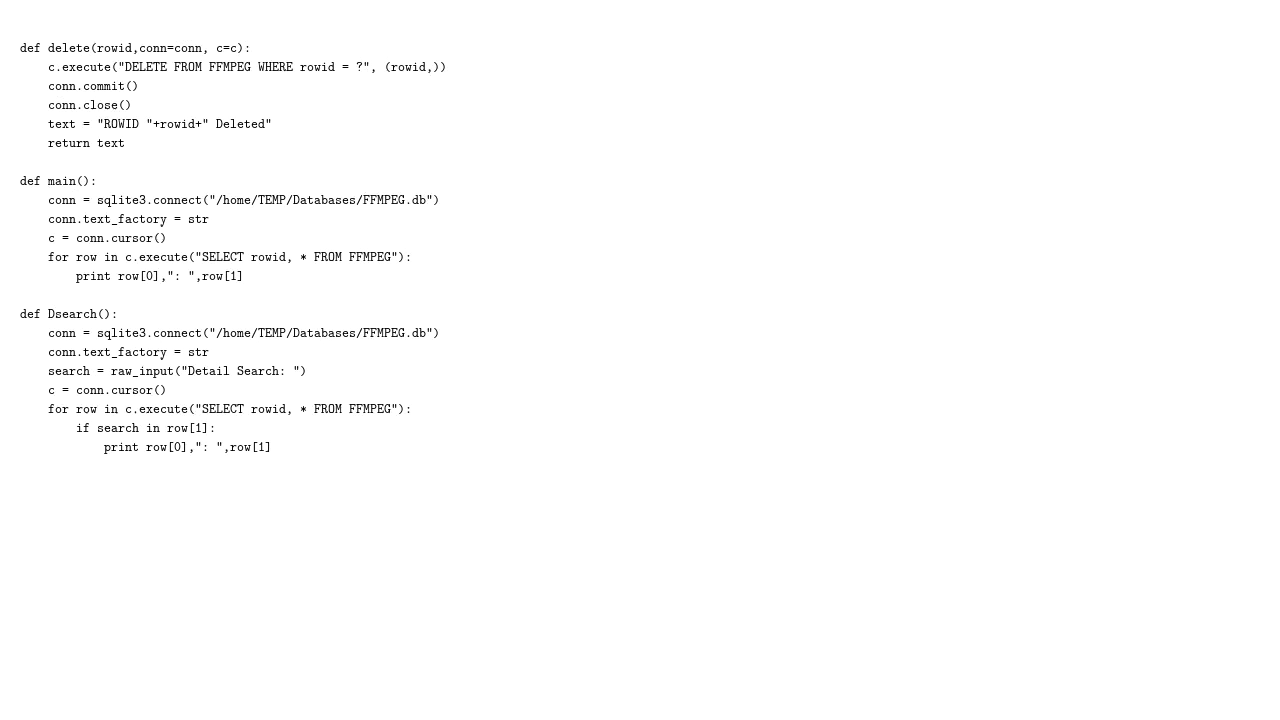 def delete(rowid,conn=conn, c=c):
    c.execute("DELETE FROM FFMPEG WHERE rowid = ?", (rowid,))
    conn.commit()
    conn.close()
    text = "ROWID "+rowid+" Deleted"
    return text

def main():
    conn = sqlite3.connect("/home/TEMP/Databases/FFMPEG.db")
    conn.text_factory = str
    c = conn.cursor()
    for row in c.execute("SELECT rowid, * FROM FFMPEG"):
        print row[0],": ",row[1]

def Dsearch():
    conn = sqlite3.connect("/home/TEMP/Databases/FFMPEG.db")
    conn.text_factory = str
    search = raw_input("Detail Search: ")
    c = conn.cursor()
    for row in c.execute("SELECT rowid, * FROM FFMPEG"):
        if search in row[1]:
            print row[0],": ",row[1]